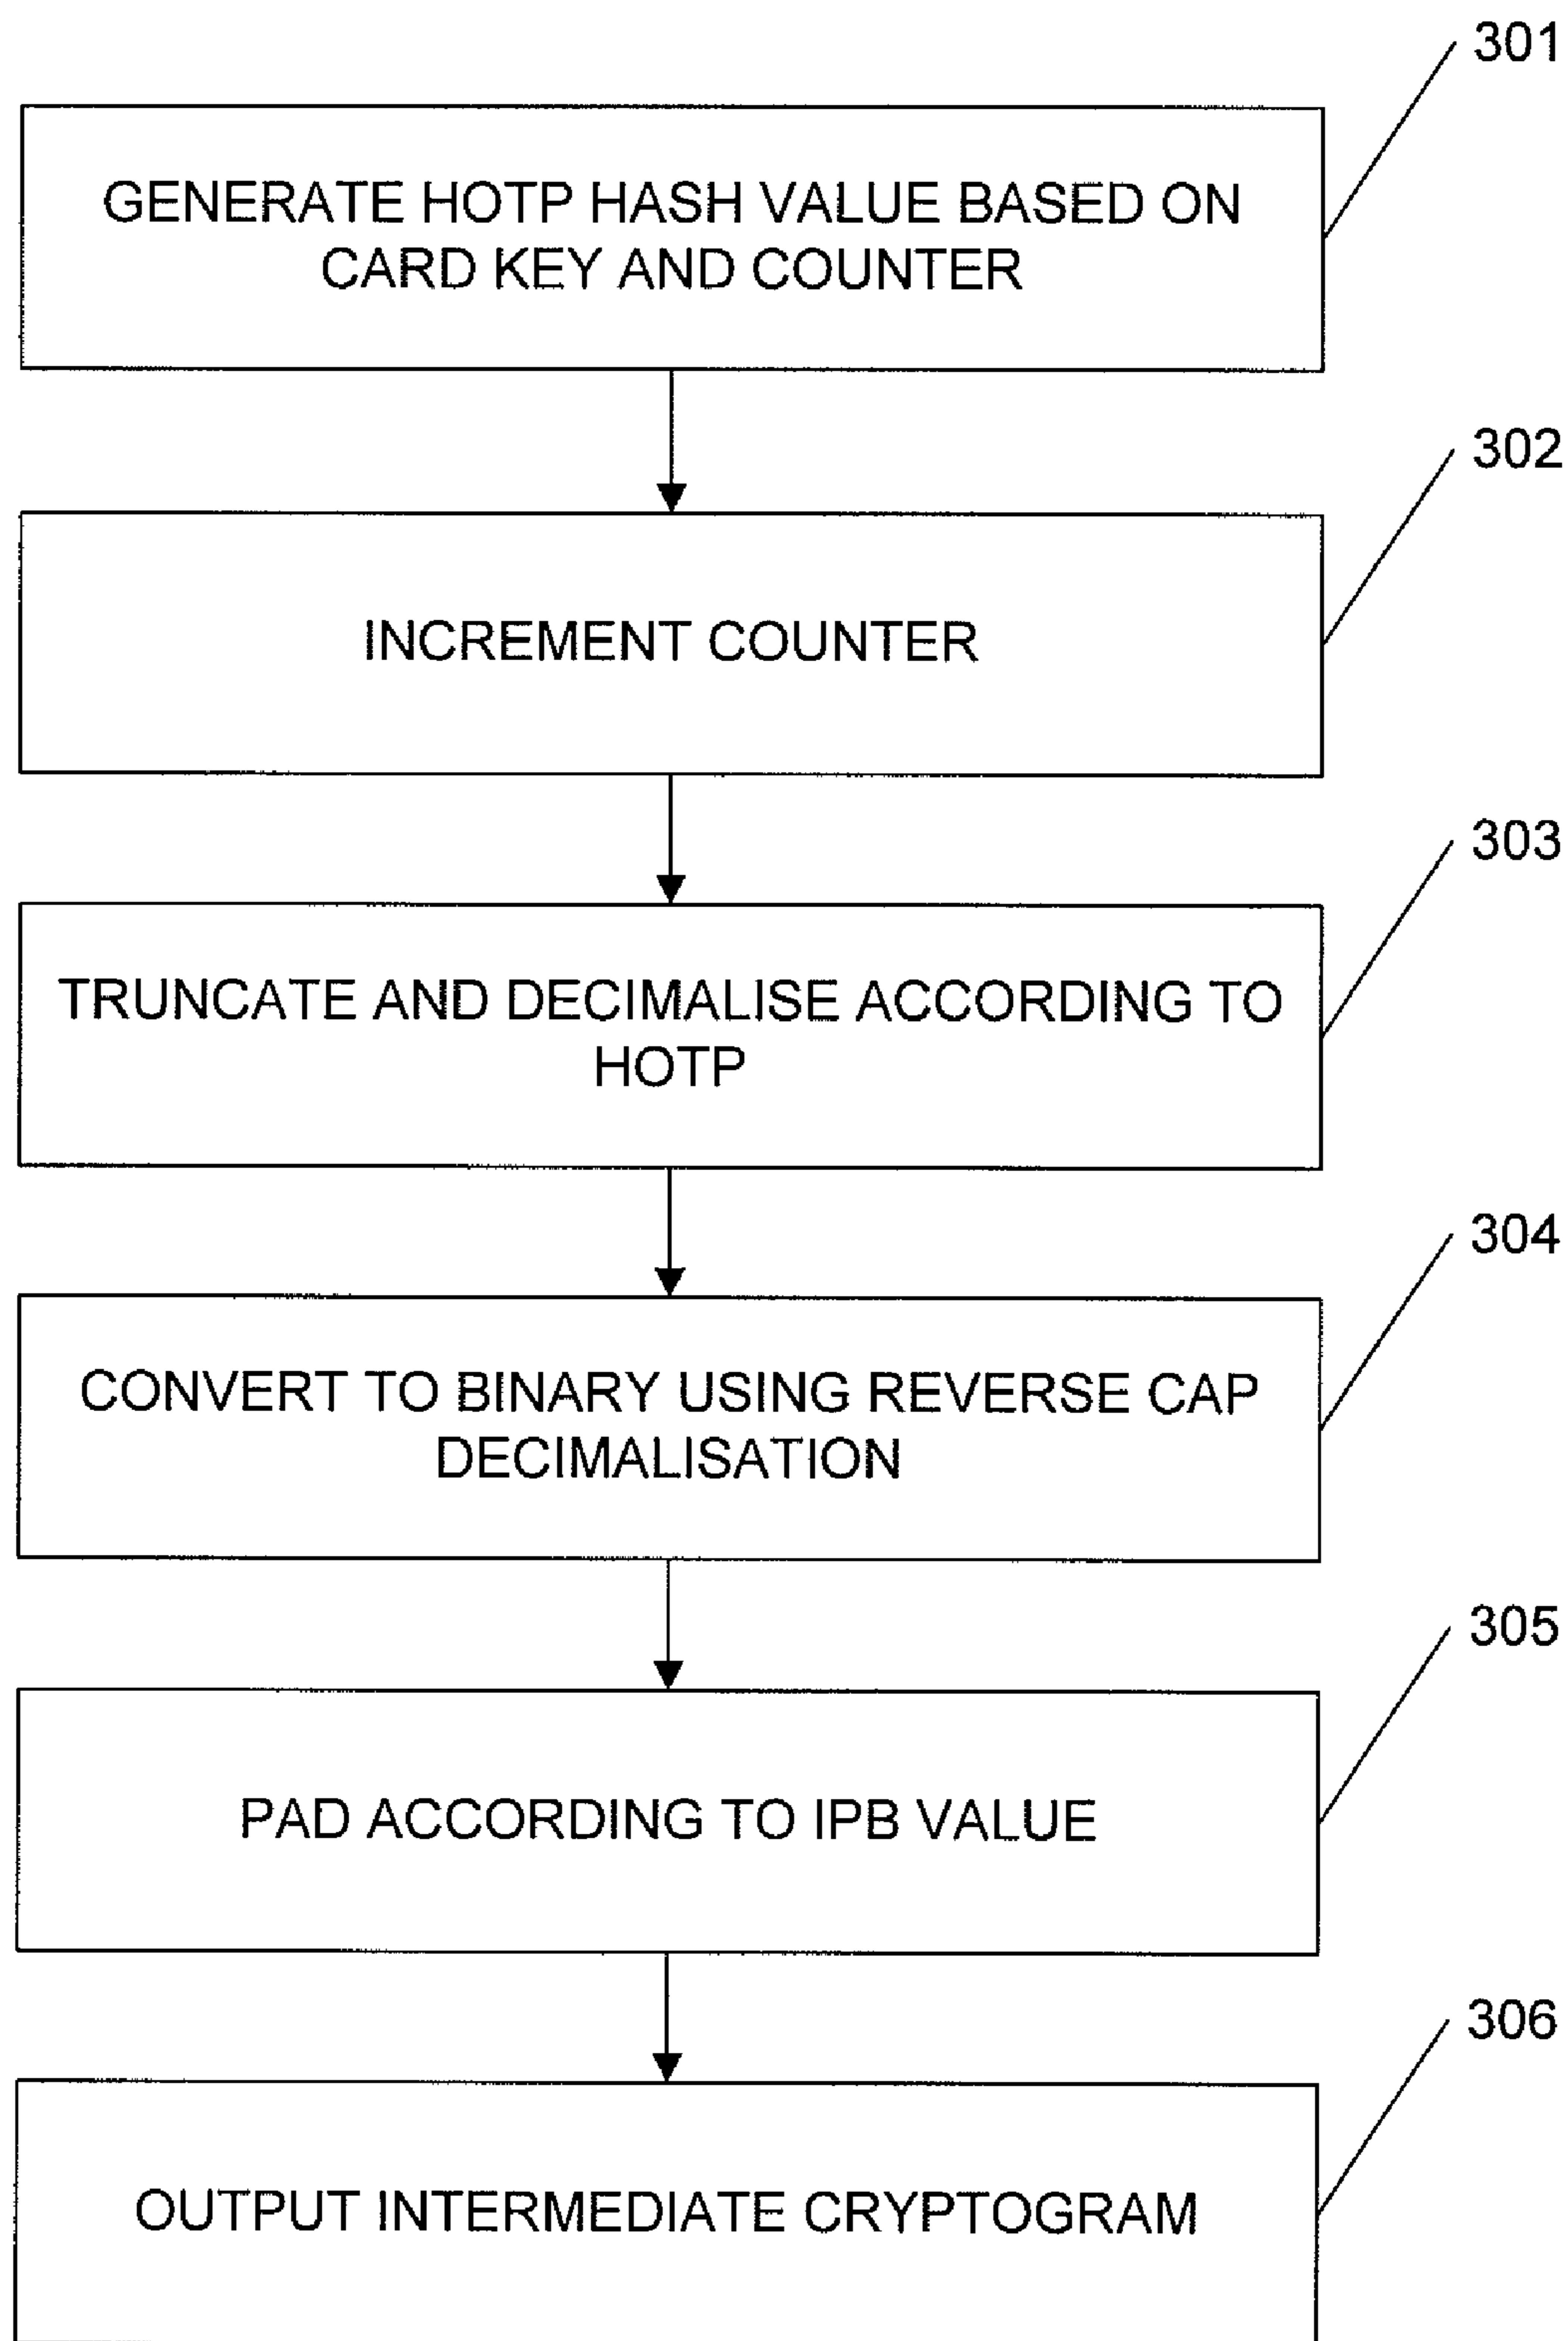 301
GENERATE HOTP HASH VALUE BASED ON
CARD KEY AND COUNTER
302
INCREMENT COUNTER
303
TRUNCATE AND DECIMALISE ACCORDING TO
HOTP
304
CONVERT TO BINARY USING REVERSE CAP
DECIMALISATION
305
PAD ACCORDING TO IPB VALUE
306
OUTPUT INTERMEDIATE CRYPTOGRAM